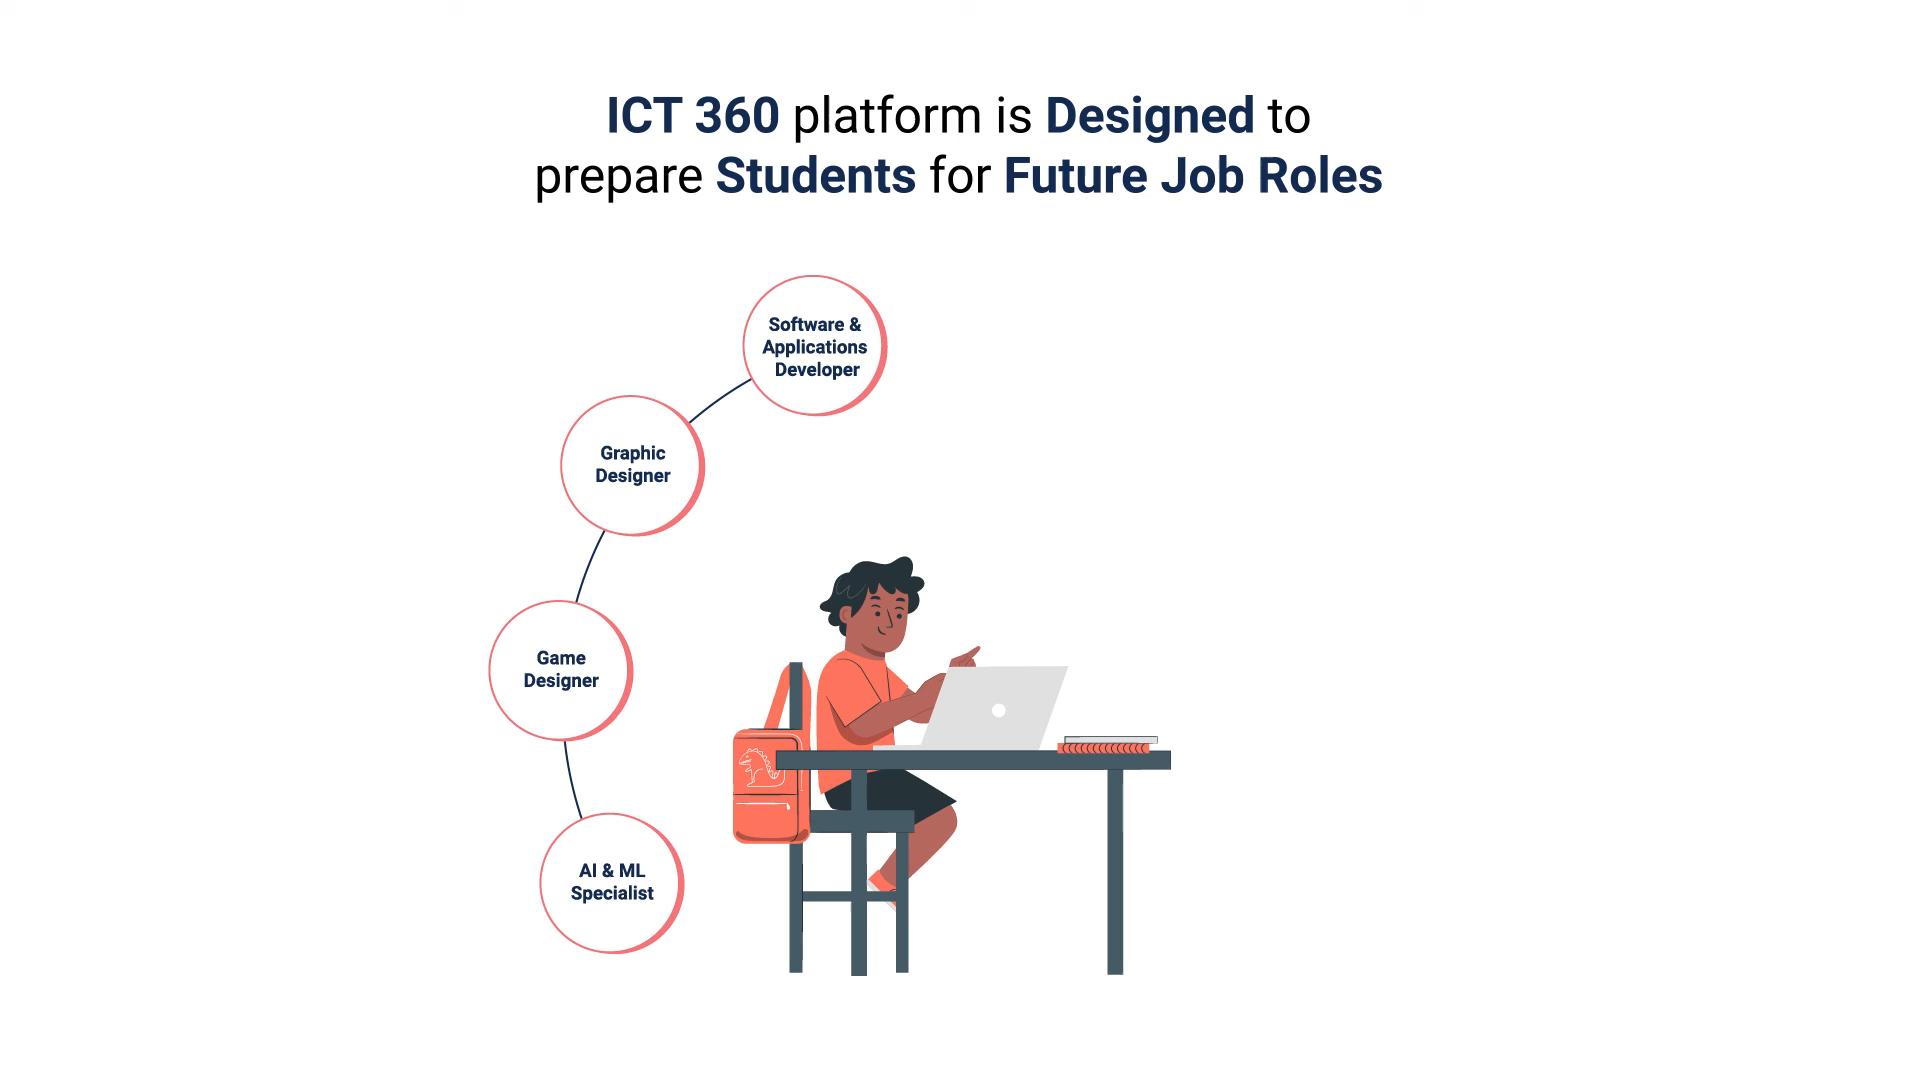 ICT 360 platform is Designed to
prepare Students for Future Job Roles
Software &
Applications
Developer
Graphic
Designer
Game
Designer
AI & ML
Specialist